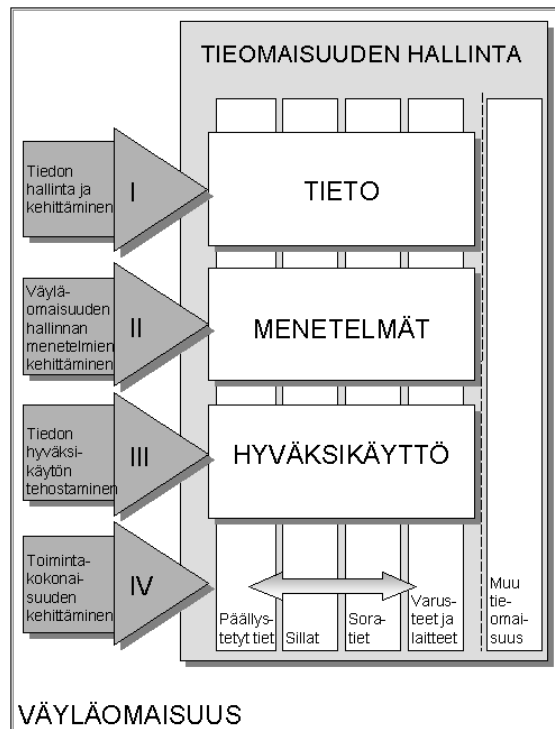 TIEOMAISUUDEN HALLINTA
Tiedon
hallinta ja
kehittäminen
I
TIETO
Väylä-
omaisuuden
hallinnan
menetelmien
kehittäminen
II
MENETELMÄT
Tiedon
hyväksi-
käytön
tehostaminen
III
HYVÄKSIKÄYTTÖ
Toiminta-
kokonai-
suuden
kehittäminen
IV
Päällys-
tetyt tiet
Sillat
Sora-
tiet
Varus-
teet ja
laitteet
Muu
tie-
omai-
suus
VÄYLÄOMAISUUS